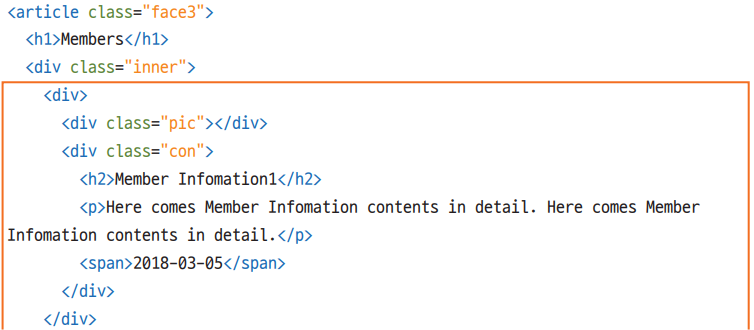 <article class="face3">
<h1>Members</h1>
<div class="inner">
<div>
<div class="pic"></div>
<div class="con">
<h2>Member Infomation1</h2>
<p>Here comes Member Infomation contents in detail. Here comes Member
Infomation contents in detail.</p>
<span>2018-03-05</span>
</div>
</div>